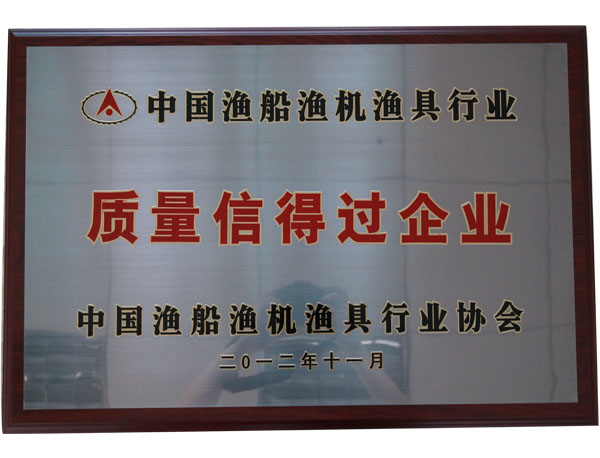 中国渔船渔机渔具行业
质量信得过企业
中国渔船渔机渔具行业协会
二〇一二年十一月